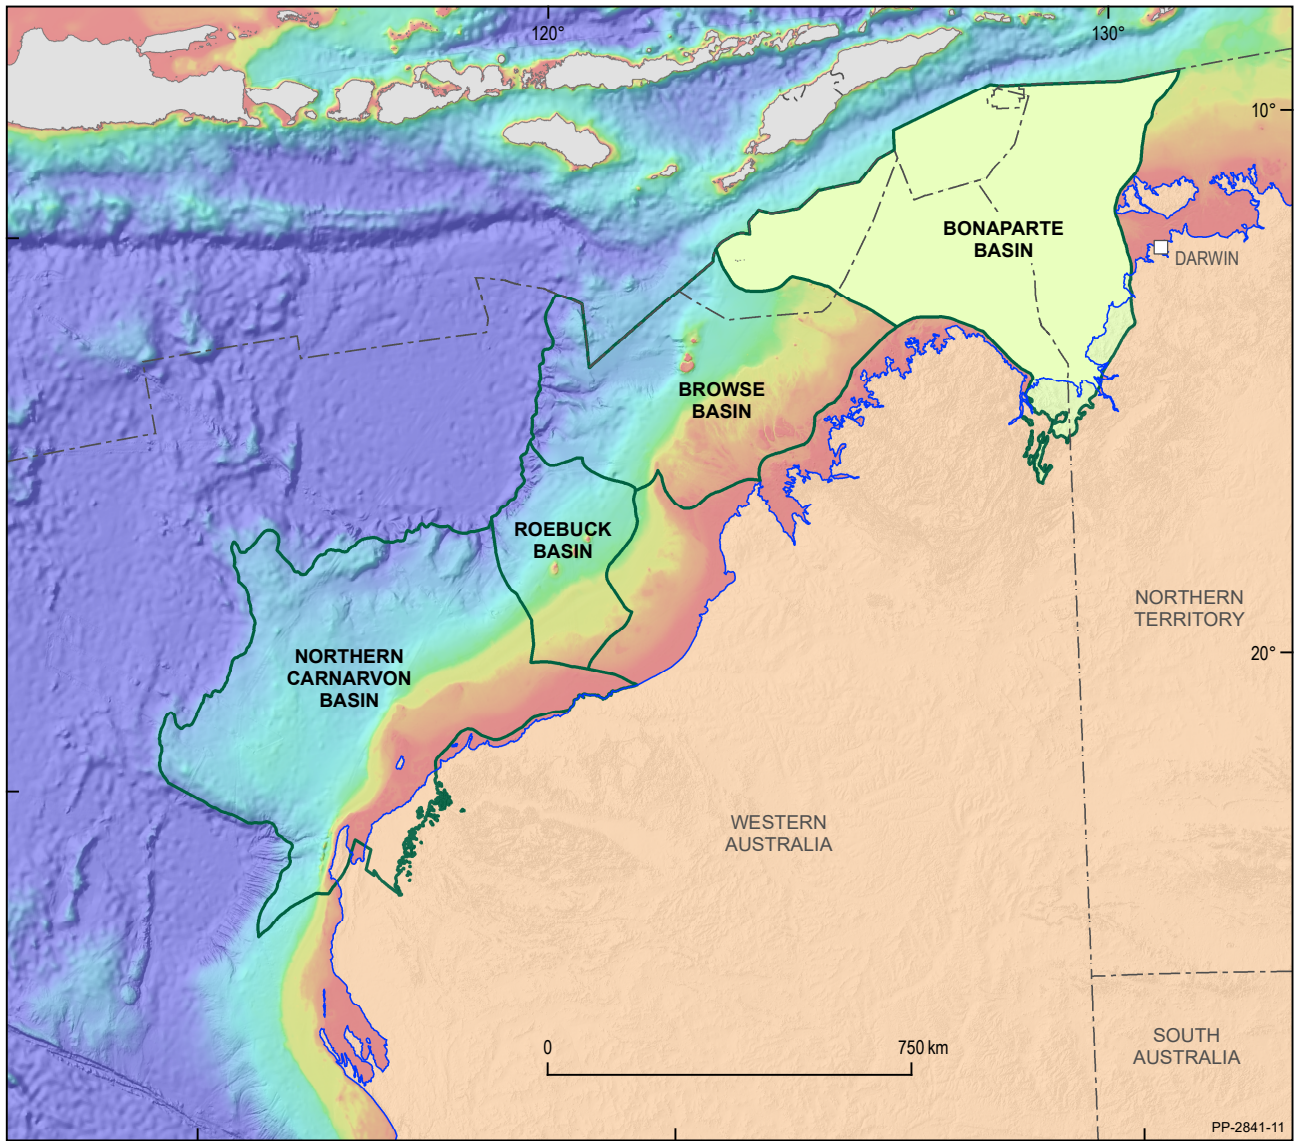 120°
130°
10°
BONAPARTE
BASIN
DARWIN
BROWSE
BASIN
ROEBUCK
BASIN
NORTHERN
TERRITORY
20°
NORTHERN
CARNARVON
BASIN
WESTERN
AUSTRALIA
0
750 km
SOUTH
AUSTRALIA
PP-2841-11